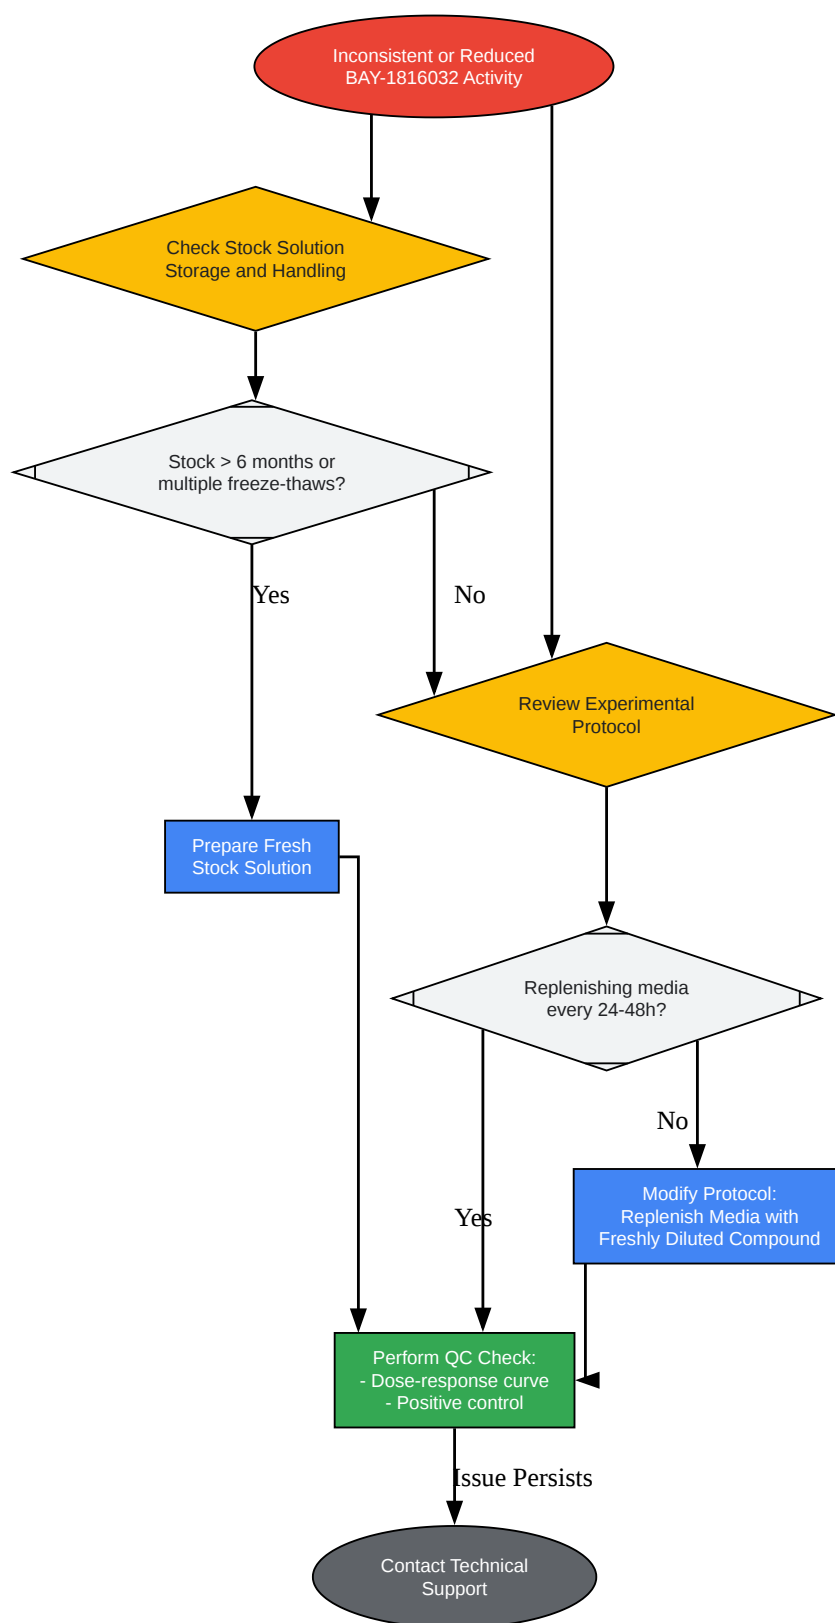 Inconsistent or Reduced
BAY-1816032 Activity
Check Stock Solution
Storage and Handling
Stock > 6 months or
multiple freeze-thaws?
Yes
No
Review Experimental
Protocol
Prepare Fresh
Stock Solution
Replenishing media
every 24-48h?
No
Yes
Modify Protocol:
Replenish Media with
Freshly Diluted Compound
Perform QC Check:
- Dose-response curve
- Positive control
Issue Persists
Contact Technical
Support